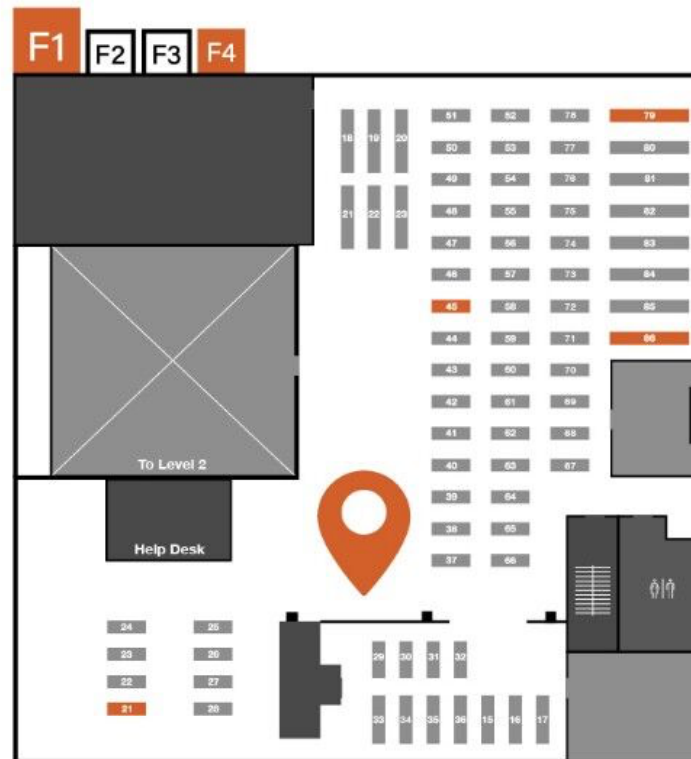 F1 F2 F3 F4
51 52 78 79
18 19 20
50 53 77 80
49 54 76 81
21 22 23
48 55 75 82
47 56 74 83
46 57 73 84
45 58 72 85
44 59 71 86
43 60 70
42 61 69
41 62 68
To Level 2
40 63 67
39 64
38 65
Help Desk
37 66
24 25
23 26
29 30 31 32
22 27
21 28
33 34 35 36 15 16 17